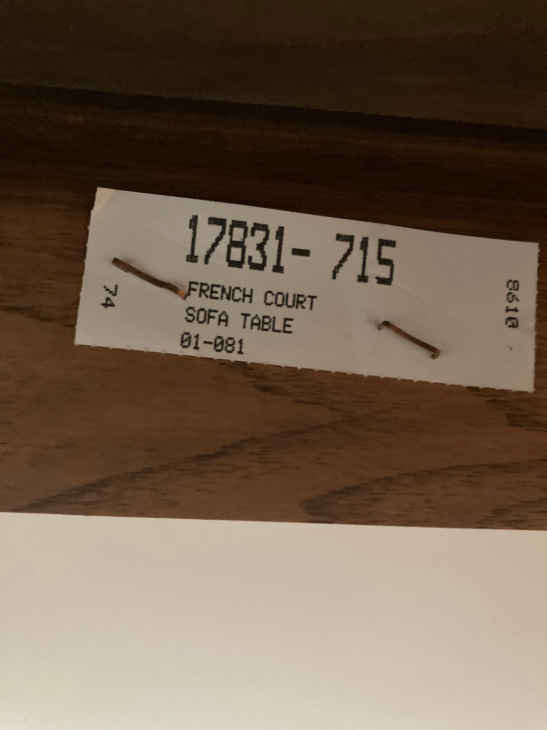 17831- 715
FRENCH COURT
SOFA TABLE
01-081
74
8610